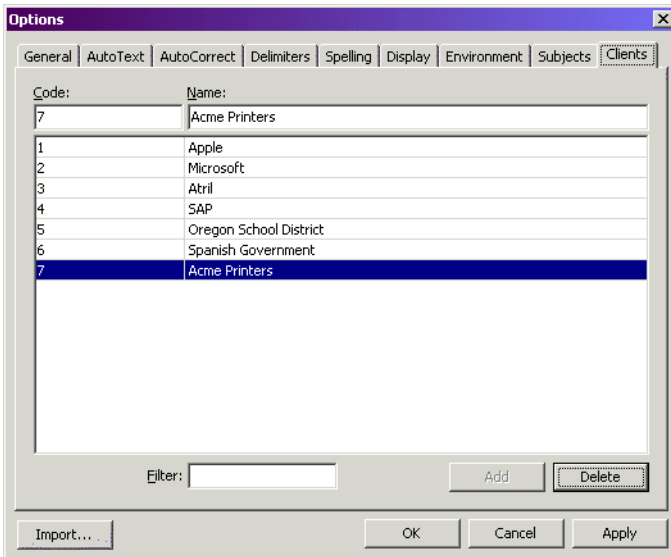 Options
General AutoText AutoCorrect Delimiters Spelling Display Environment Subjects Clients
Code: Name:
7 Acme Printers
1 Apple
2 Microsoft
3 Atril
4 SAP
5 Oregon School District
6 Spanish Government
7 Acme Printers
Filter: Add Delete
Import... OK Cancel Apply